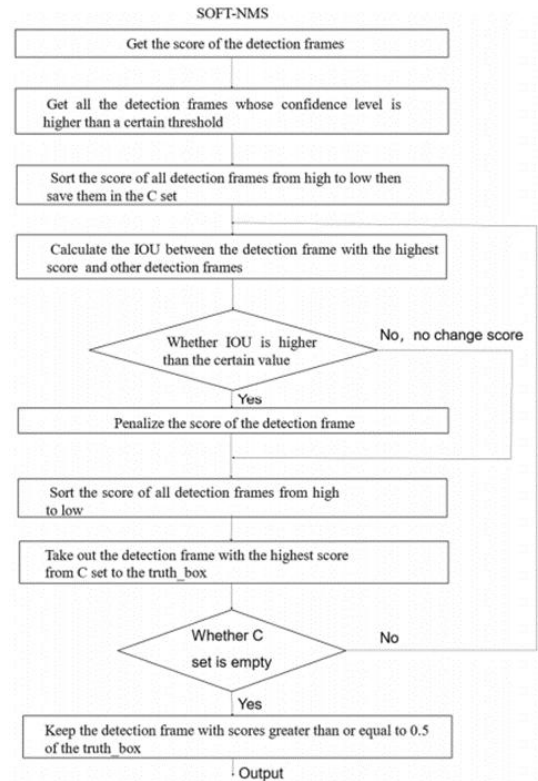 SOFT-NMS
Get the score of the detection frames
Get all the detection frames whose confidence level is
higher than a certain threshold
Sort the score of all detection frames from high to low then
save them in the C set
Calculate the IOU between the detection frame with the highest
score and other detection frames
Whether IOU is higher
than the certain value
No, no change score
Yes
Penalize the score of the detection frame
Sort the score of all detection frames from high
to low
Take out the detection frame with the highest score
from C set to the truth_box
Whether C
set is empty
No
Yes
Keep the detection frame with scores greater than or equal to 0.5
of the truth_box
Output